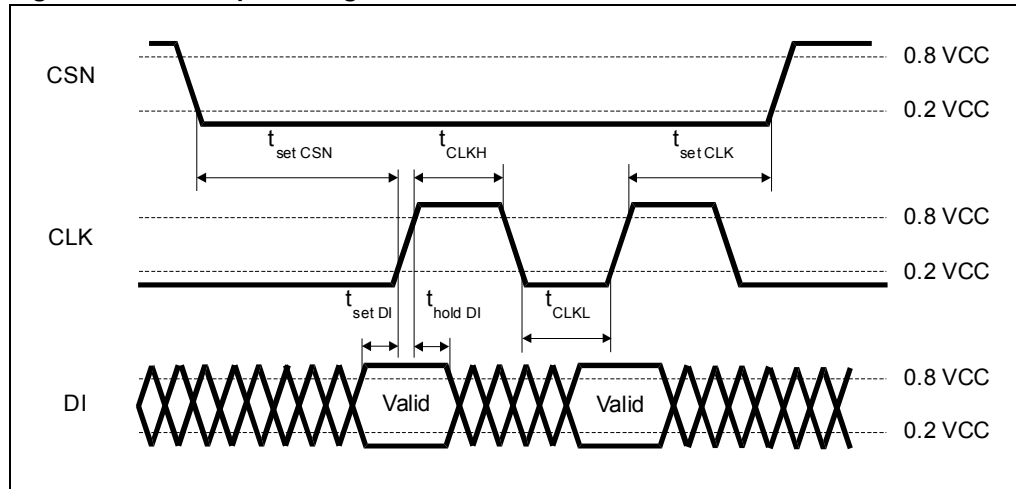 CSN
0.8 VCC
0.2 VCC
t set CSN
t CLKH
t set CLK
CLK
0.8 VCC
0.2 VCC
t set DI
t hold DI
t CLKL
DI
Valid
Valid
0.8 VCC
0.2 VCC